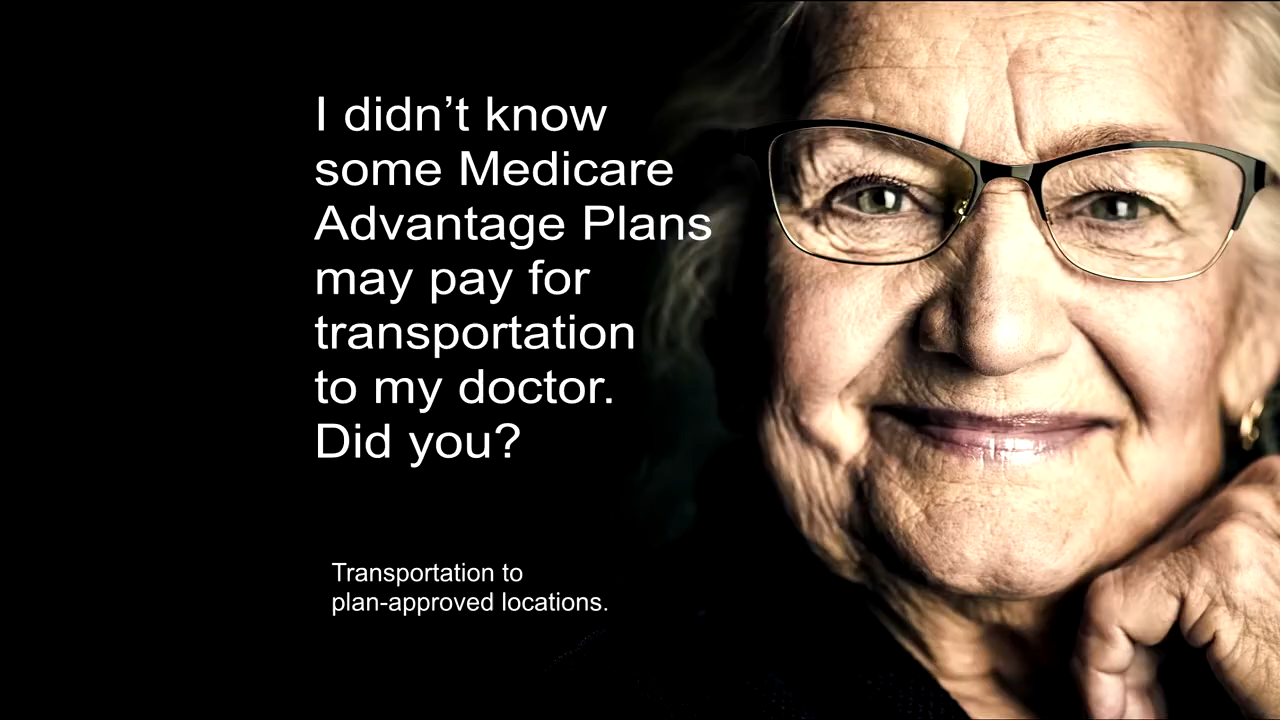 I didn’t know
some Medicare
Advantage Plans
may pay for
transportation
to my doctor.
Did you?
Transportation to
plan-approved locations.